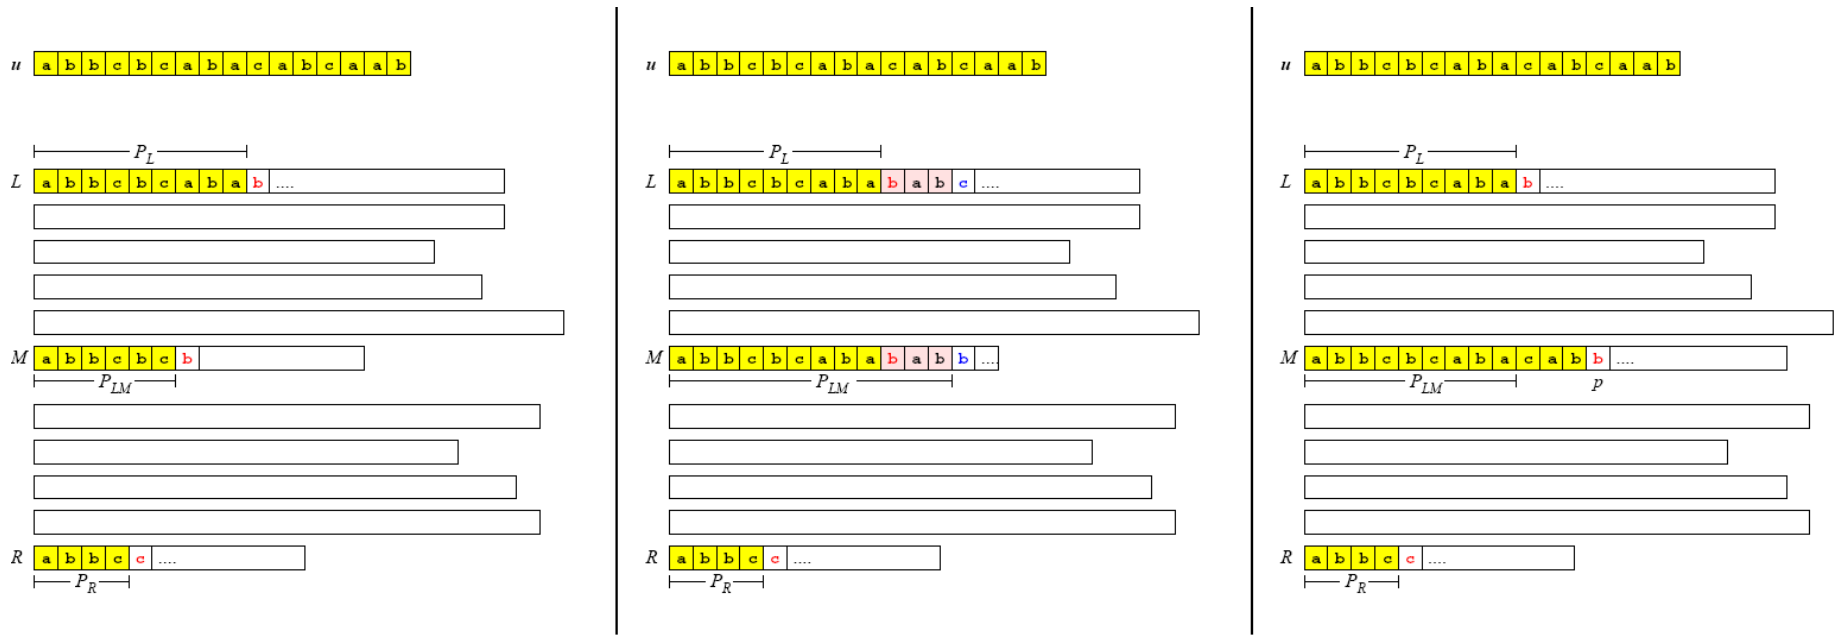 u a b b c b c a b a c a b c a a b
P_L
L a b b c b c a b a b ....
M a b b c b c b
P_LM
R a b b c c ....
P_R
u a b b c b c a b a c a b c a a b
P_L
L a b b c b c a b a b a b c ....
M a b b c b c a b a b a b b ....
P_LM
R a b b c c ....
P_R
u a b b c b c a b a c a b c a a b
P_L
L a b b c b c a b a b ....
M a b b c b c a b a c a b b ....
P_LM p
R a b b c c ....
P_R